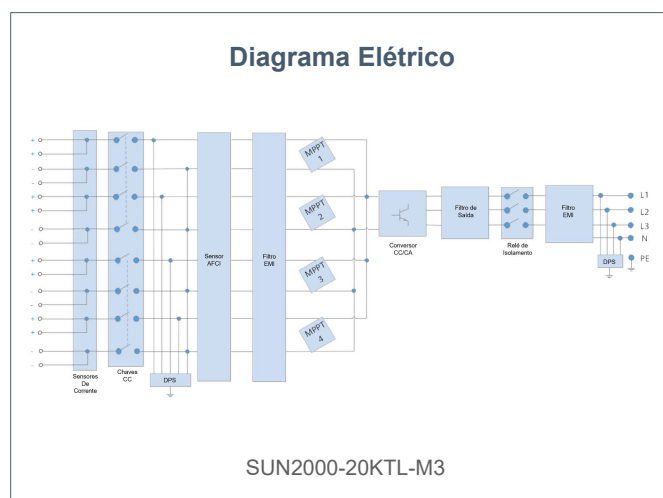 Diagrama Elétrico
+
+
-
-
+
+
-
-
+
+
-
-
+
+
-
-
Sensores
De
Corrente
Chaves
CC
DPS
Sensor
AFCI
Filtro
EMI
MPPT
1
MPPT
2
MPPT
3
MPPT
4
Conversor
CC/CA
Filtro de
Saída
Relé de
Isolamento
Filtro
EMI
DPS
L1
L2
L3
N
PE
SUN2000-20KTL-M3